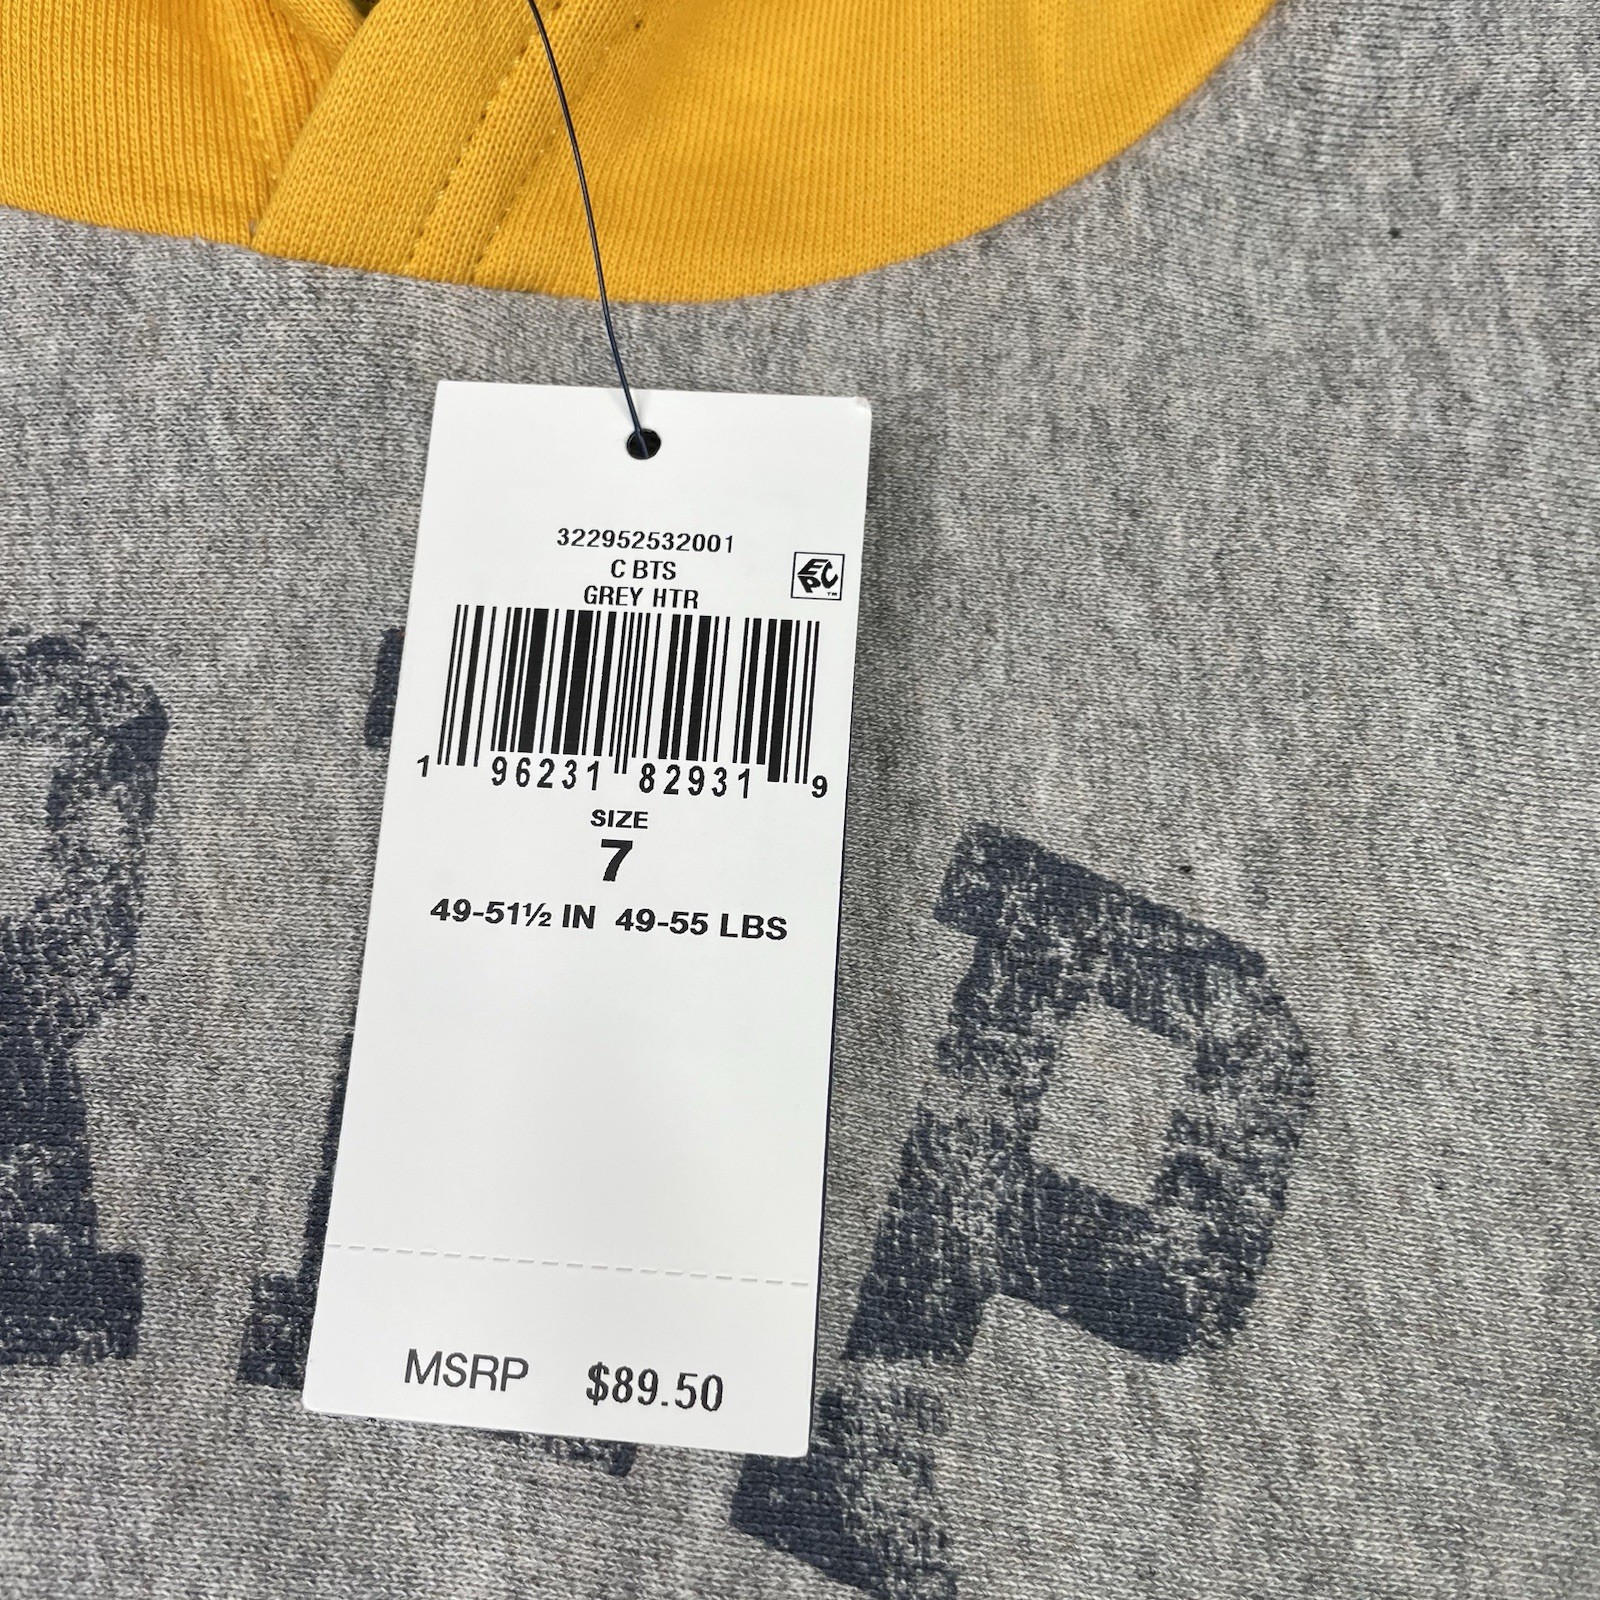 322952532001
C BTS
EPC™
GREY HTR
1 96231 82931 9
SIZE
7
49-51½ IN 49-55 LBS
MSRP $89.50
P